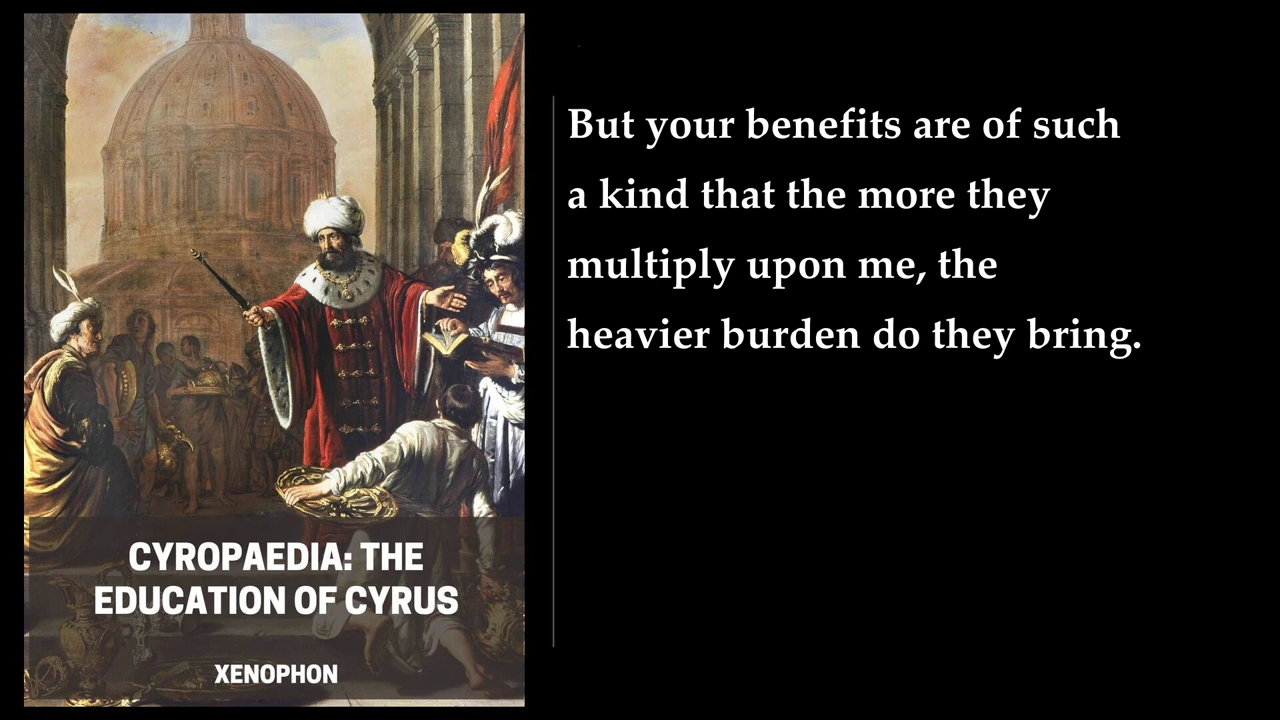 But your benefits are of such
a kind that the more they
multiply upon me, the
heavier burden do they bring.
CYROPAEDIA: THE
EDUCATION OF CYRUS
XENOPHON